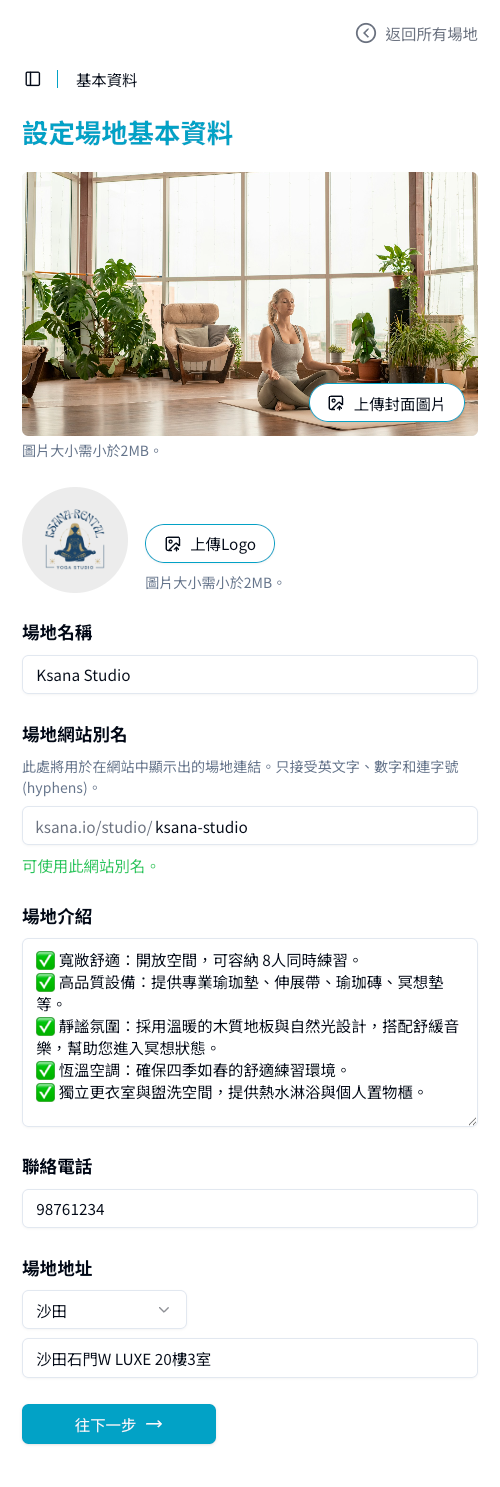 返回所有場地
基本資料
設定場地基本資料
上傳封面圖片
圖片大小需小於2MB。
KSANA RENTAL
YOGA STUDIO
上傳Logo
圖片大小需小於2MB。
場地名稱
Ksana Studio
場地網站別名
此處將用於在網站中顯示出的場地連結。只接受英文字、數字和連字號
(hyphens)。
ksana.io/studio/ ksana-studio
可使用此網站別名。
場地介紹
✅ 寬敞舒適：開放空間，可容納 8人同時練習。
✅ 高品質設備：提供專業瑜珈墊、伸展帶、瑜珈磚、冥想墊
等。
✅ 靜謐氛圍：採用溫暖的木質地板與自然光設計，搭配舒緩音
樂，幫助您進入冥想狀態。
✅ 恆溫空調：確保四季如春的舒適練習環境。
✅ 獨立更衣室與盥洗空間，提供熱水淋浴與個人置物櫃。
聯絡電話
98761234
場地地址
沙田
沙田石門W LUXE 20樓3室
往下一步 →